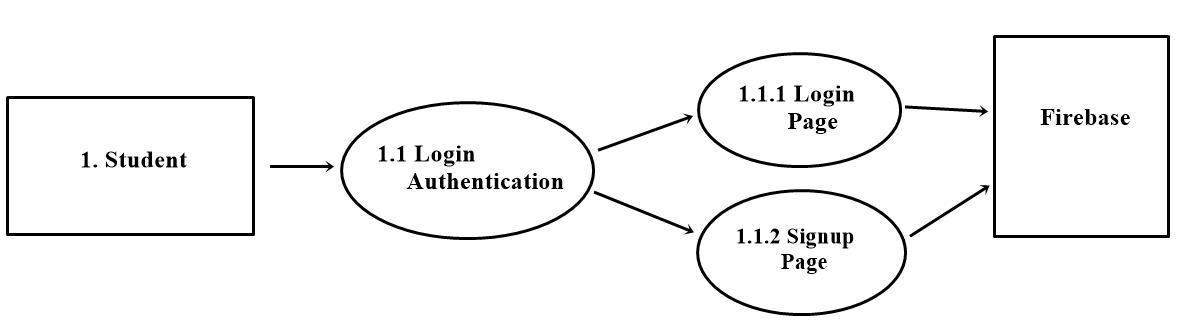 1. Student
1.1 Login
Authentication
1.1.1 Login
Page
1.1.2 Signup
Page
Firebase